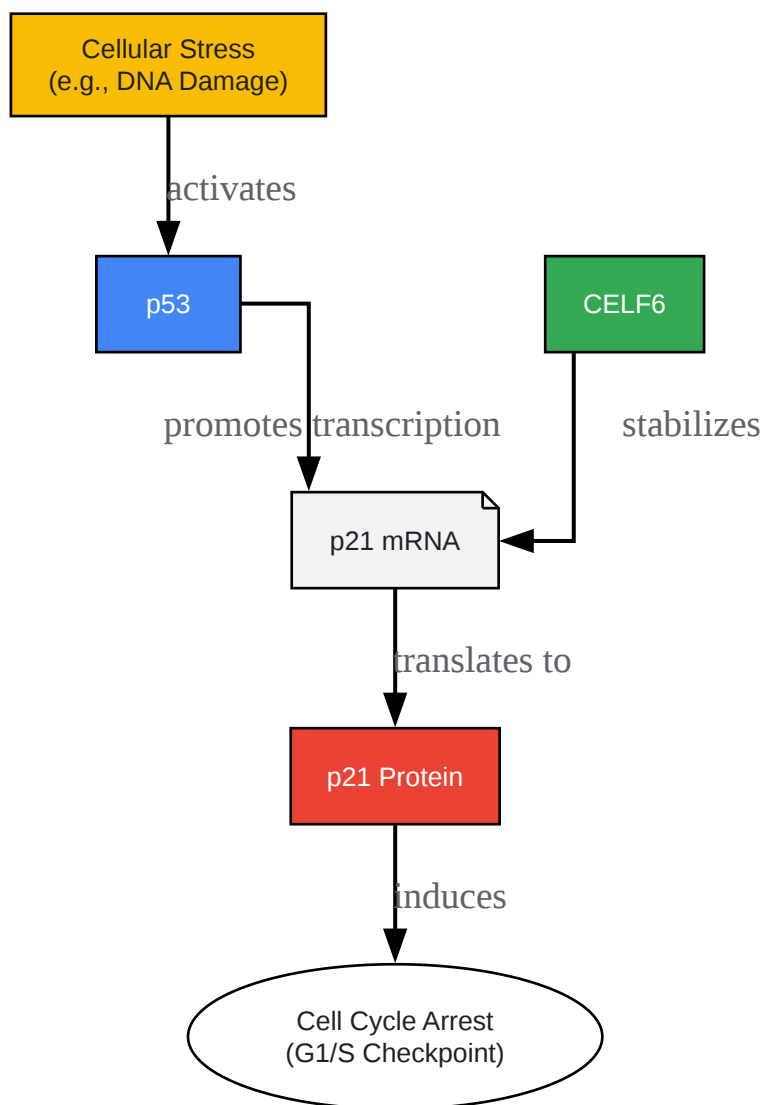 Cellular Stress
(e.g., DNA Damage)
activates
p53
CELF6
promotes transcription
stabilizes
p21 mRNA
translates to
p21 Protein
induces
Cell Cycle Arrest
(G1/S Checkpoint)